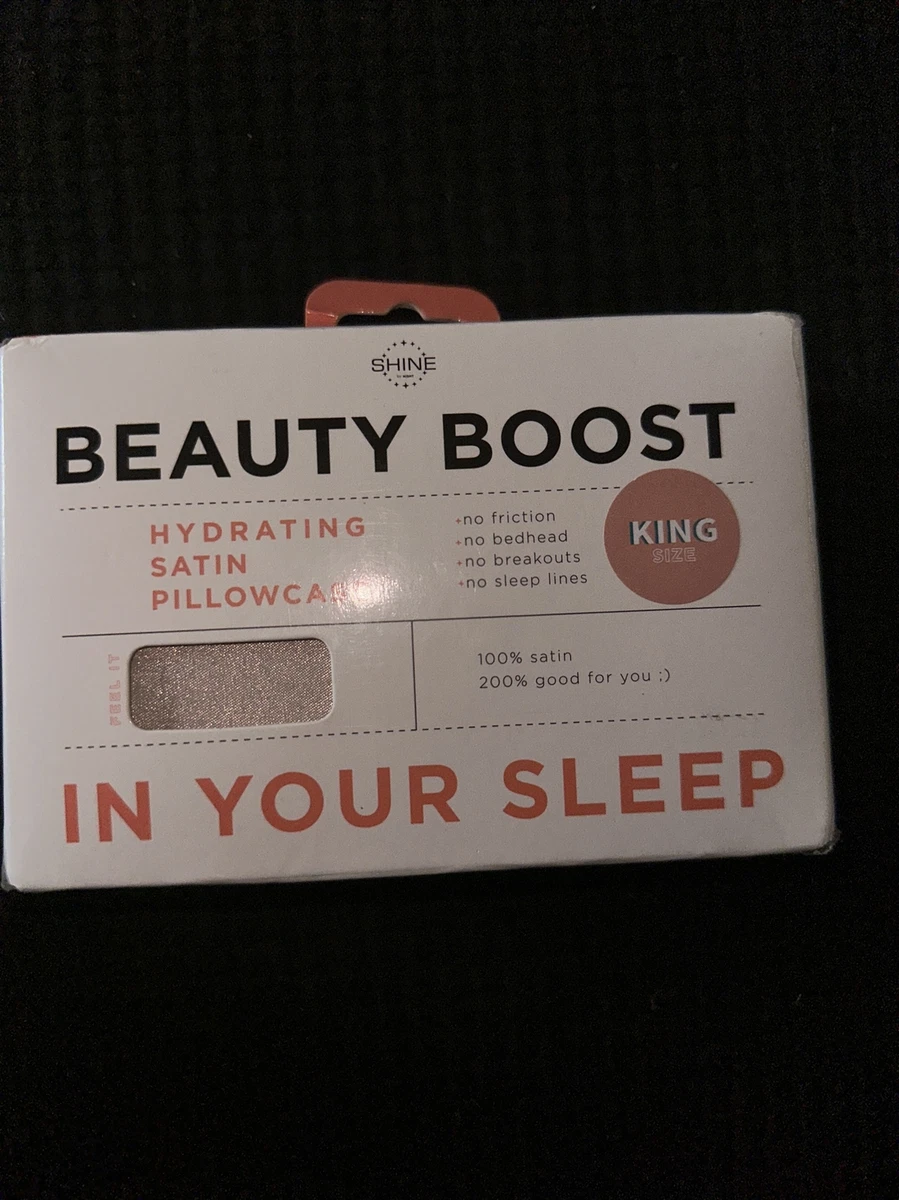 SHINE
BEAUTY BOOST
HYDRATING
SATIN
PILLOWCASE
+no friction
+no bedhead
+no breakouts
+no sleep lines
KING
SIZE
FEEL IT
100% satin
200% good for you :)
IN YOUR SLEEP